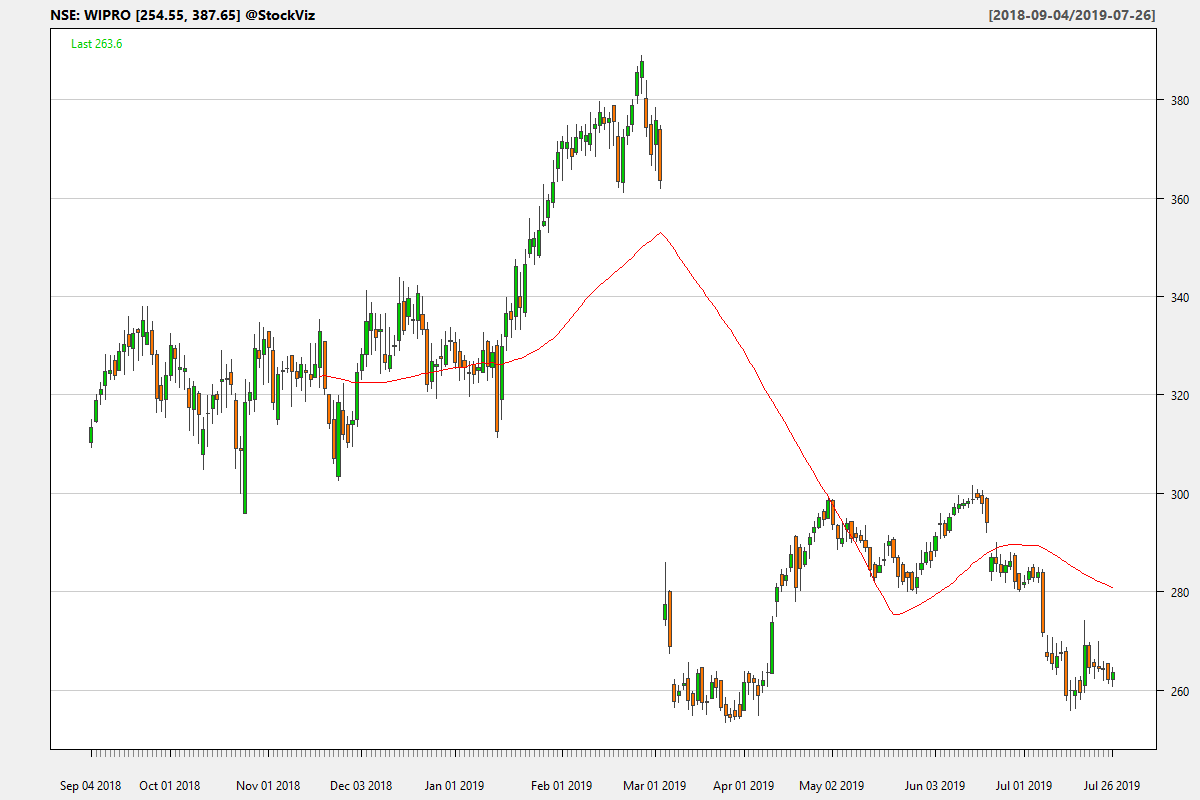 NSE: WIPRO [254.55, 387.65] @StockViz
[2018-09-04/2019-07-26]
Last 263.6
380
360
340
320
300
280
260
Sep 04 2018
Oct 01 2018
Nov 01 2018
Dec 03 2018
Jan 01 2019
Feb 01 2019
Mar 01 2019
Apr 01 2019
May 02 2019
Jun 03 2019
Jul 01 2019
Jul 26 2019